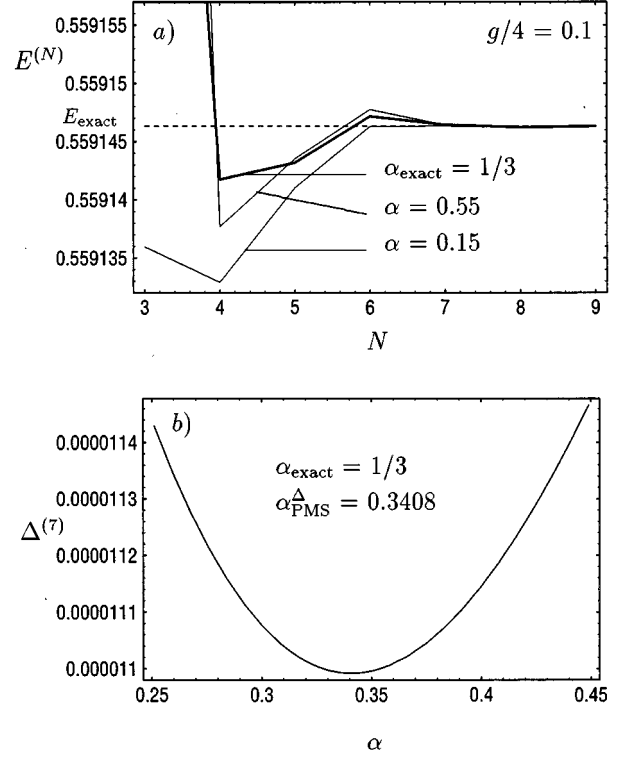 0.559155
a)
g/4 = 0.1
E^(N)
0.55915
E_exact
0.559145
α_exact = 1/3
0.55914
α = 0.55
α = 0.15
0.559135
3 4 5 6 7 8 9
N
b)
0.0000114
α_exact = 1/3
0.0000113
α^Δ_PMS = 0.3408
Δ^(7)
0.0000112
0.0000111
0.000011
0.25 0.3 0.35 0.4 0.45
α